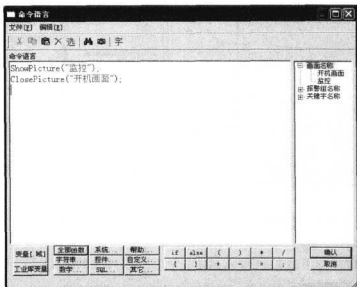 命令语言
文件[F] 编辑[E]
选 字
命令语言
ShowPicture("监控");
ClosePicture("开机画面");
画面名称
开机画面
监控
报警组名称
关键字名称
变量[.域]
工业库变量
全部函数 系统... 帮助...
字符串... 控件... 自定义...
数学... SQL... 其它...
if else ( ) * /
{ } + - = ;
确认
取消